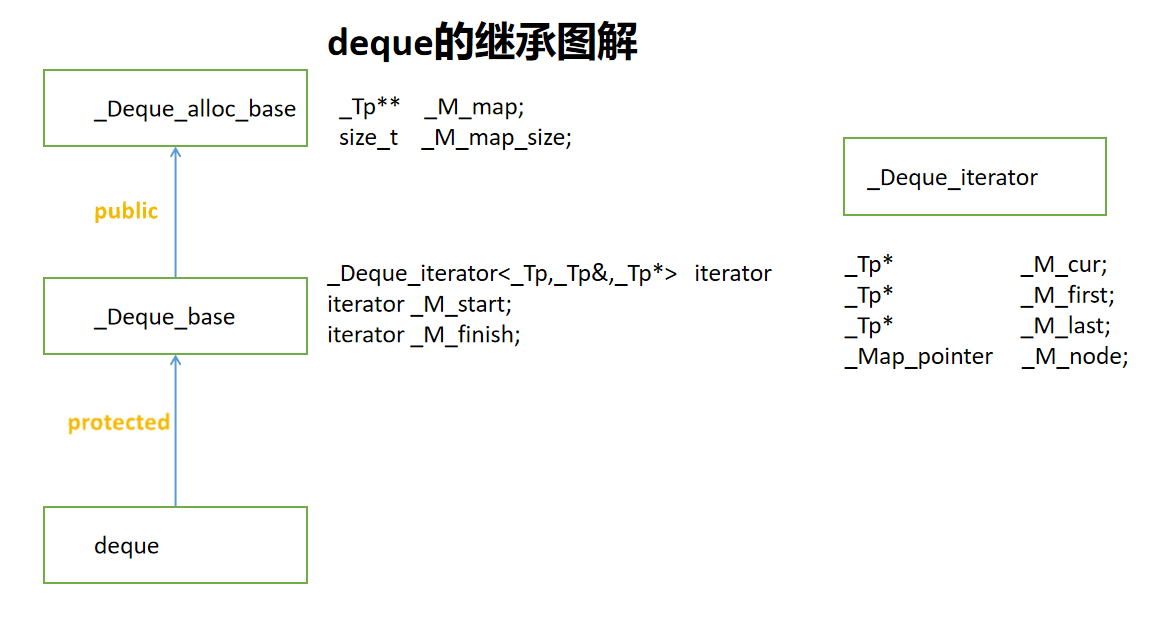 deque的继承图解
_Deque_alloc_base
_Tp** _M_map;
size_t _M_map_size;
public
_Deque_base
_Deque_iterator<_Tp,_Tp&,_Tp*> iterator
iterator _M_start;
iterator _M_finish;
protected
deque
_Deque_iterator
_Tp* _M_cur;
_Tp* _M_first;
_Tp* _M_last;
_Map_pointer _M_node;